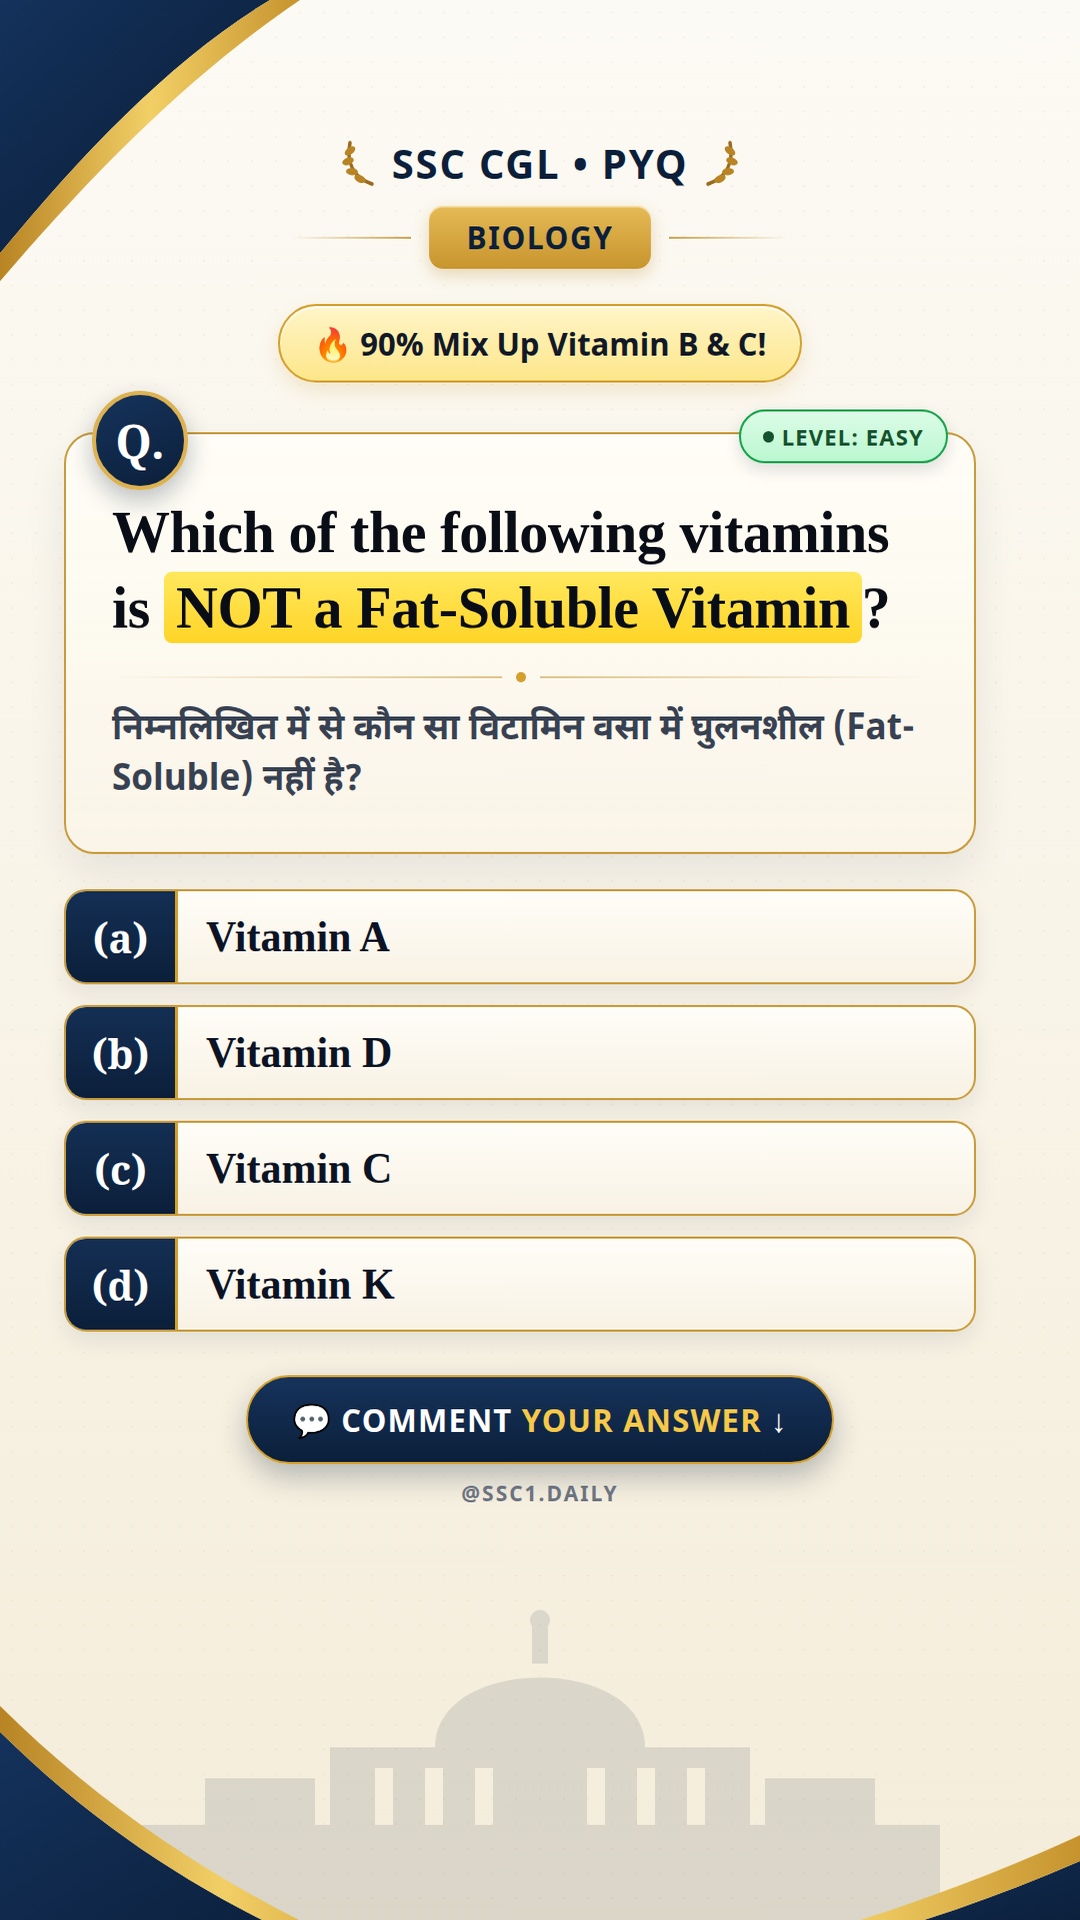 SSC CGL • PYQ
BIOLOGY
🔥 90% Mix Up Vitamin B & C!
Q.
LEVEL: EASY
Which of the following vitamins
is NOT a Fat-Soluble Vitamin?
निम्नलिखित में से कौन सा विटामिन वसा में घुलनशील (Fat-
Soluble) नहीं है?
(a) Vitamin A
(b) Vitamin D
(c) Vitamin C
(d) Vitamin K
💬 COMMENT YOUR ANSWER ↓
@SSC1.DAILY